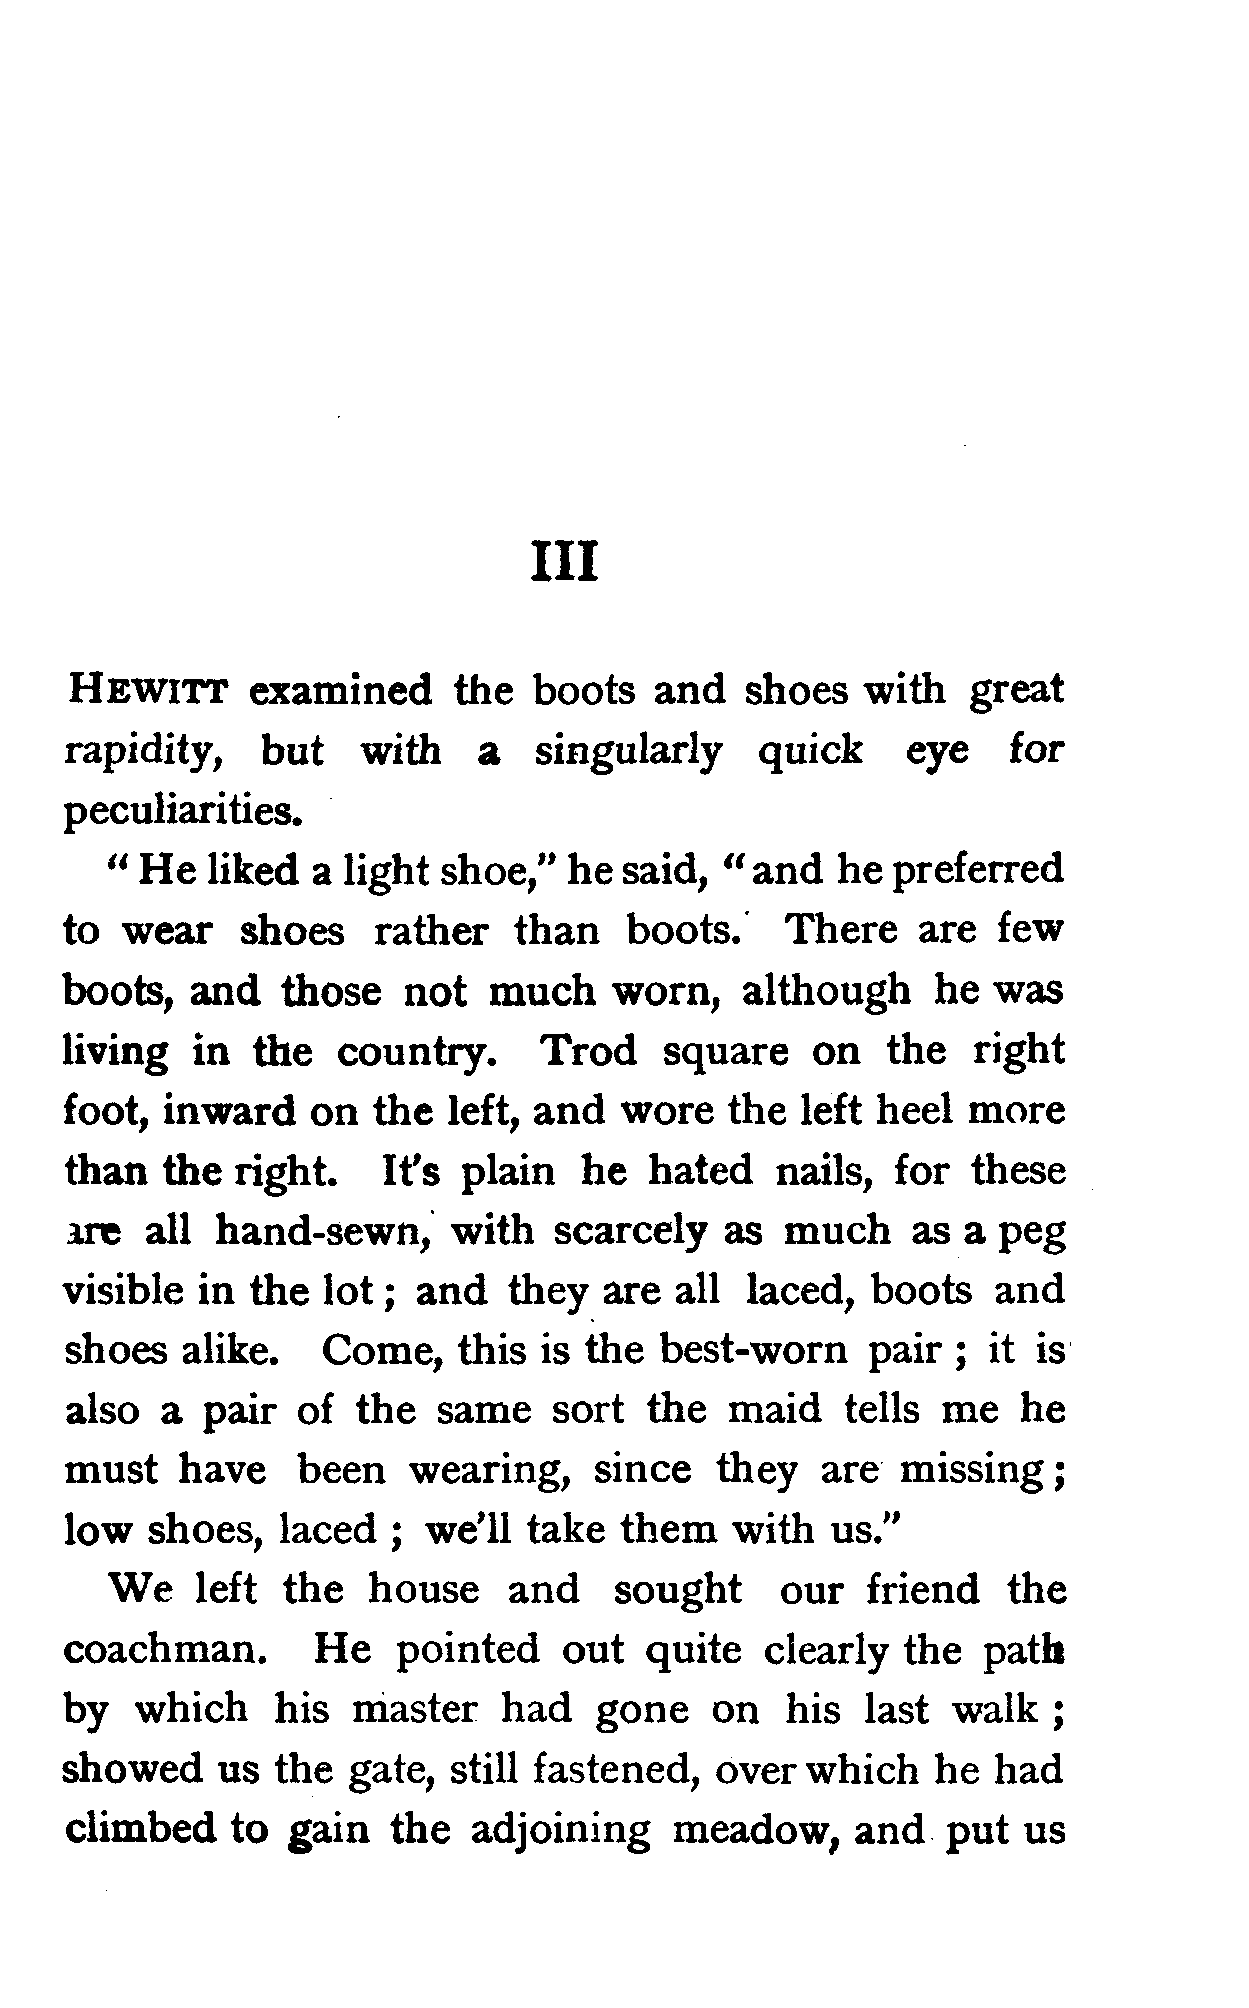 III
HEWITT examined the boots and shoes with great
rapidity, but with a singularly quick eye for
peculiarities.
“ He liked a light shoe,” he said, “ and he preferred
to wear shoes rather than boots. There are few
boots, and those not much worn, although he was
living in the country. Trod square on the right
foot, inward on the left, and wore the left heel more
than the right. It's plain he hated nails, for these
are all hand-sewn, with scarcely as much as a peg
visible in the lot ; and they are all laced, boots and
shoes alike. Come, this is the best-worn pair ; it is
also a pair of the same sort the maid tells me he
must have been wearing, since they are missing ;
low shoes, laced ; we'll take them with us.”
We left the house and sought our friend the
coachman. He pointed out quite clearly the path
by which his master had gone on his last walk ;
showed us the gate, still fastened, over which he had
climbed to gain the adjoining meadow, and put us